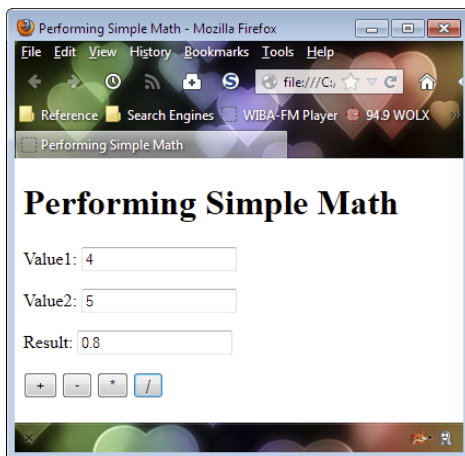 Performing Simple Math - Mozilla Firefox
File Edit View History Bookmarks Tools Help
S file:///C:/
Reference Search Engines WIBA-FM Player 94.9 WOLX
Performing Simple Math
Performing Simple Math
Value1: 4
Value2: 5
Result: 0.8
+ - * /